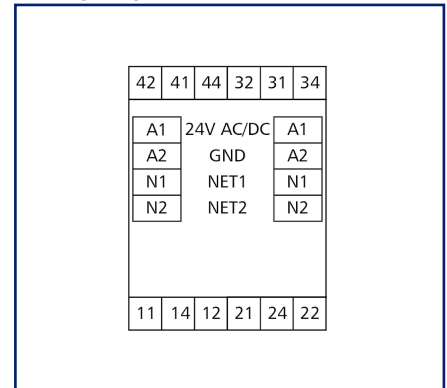 42 41 44 32 31 34
A1 24V AC/DC A1
A2 GND A2
N1 NET1 N1
N2 NET2 N2
11 14 12 21 24 22